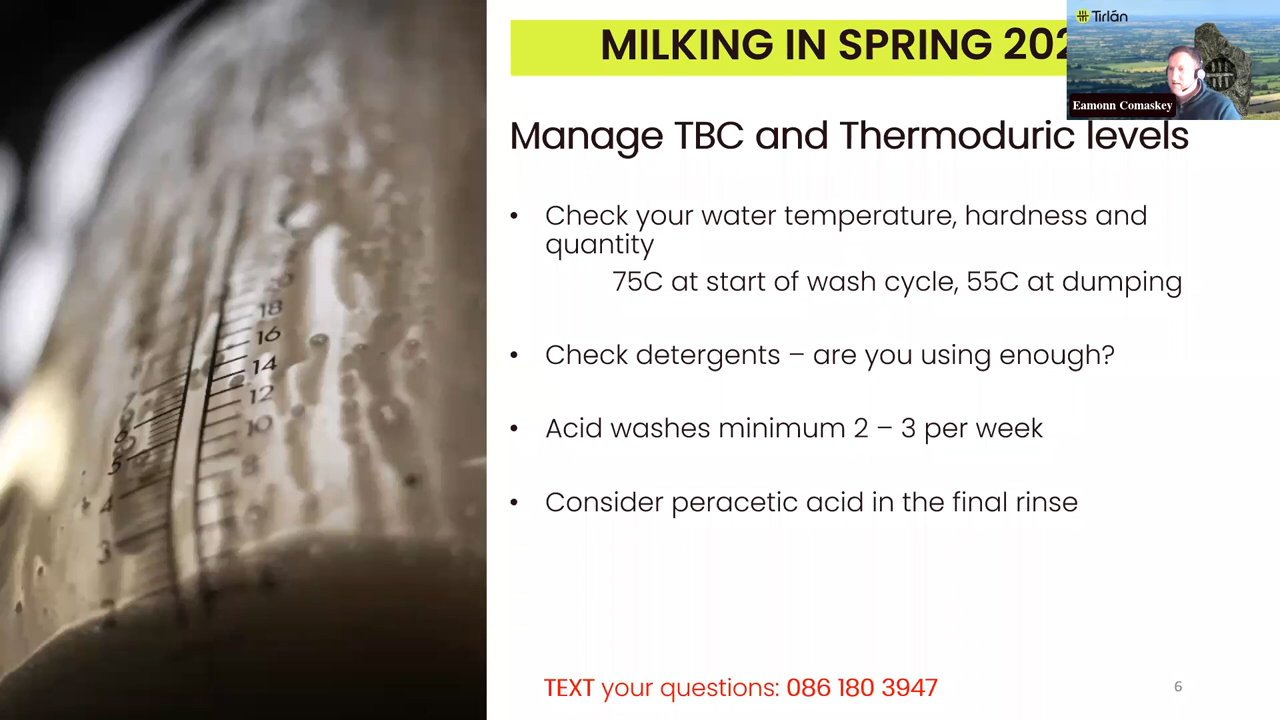 MILKING IN SPRING 202
Tirlán
Eamonn Comaskey
Manage TBC and Thermoduric levels
• Check your water temperature, hardness and
quantity
75C at start of wash cycle, 55C at dumping
• Check detergents – are you using enough?
• Acid washes minimum 2 – 3 per week
• Consider peracetic acid in the final rinse
18
16
14
12
10
8
7
6
5
4
3
TEXT your questions: 086 180 3947
6